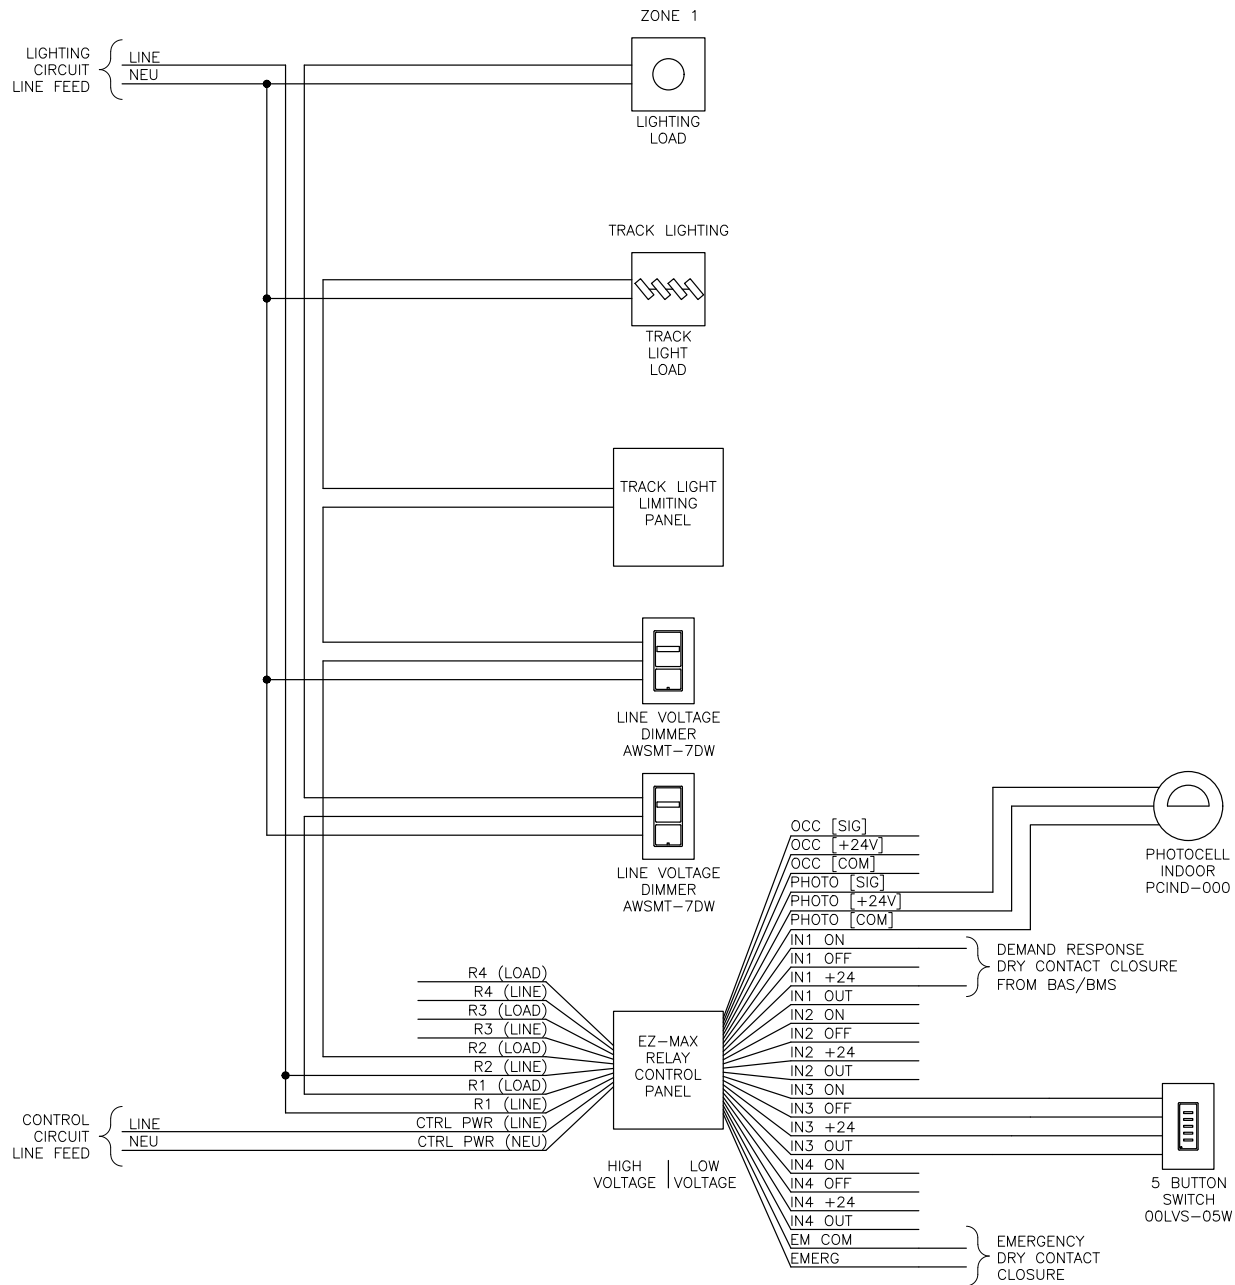 ZONE 1
LIGHTING
CIRCUIT
LINE FEED
LINE
NEU
LIGHTING
LOAD
TRACK LIGHTING
TRACK
LIGHT
LOAD
TRACK LIGHT
LIMITING
PANEL
LINE VOLTAGE
DIMMER
AWSMT-7DW
LINE VOLTAGE
DIMMER
AWSMT-7DW
PHOTOCELL
INDOOR
PCIND-000
OCC [SIG]
OCC [+24V]
OCC [COM]
PHOTO [SIG]
PHOTO [+24V]
PHOTO [COM]
IN1 ON
IN1 OFF
IN1 +24
IN1 OUT
IN2 ON
IN2 OFF
IN2 +24
IN2 OUT
IN3 ON
IN3 OFF
IN3 +24
IN3 OUT
IN4 ON
IN4 OFF
IN4 +24
IN4 OUT
EM COM
EMERG
DEMAND RESPONSE
DRY CONTACT CLOSURE
FROM BAS/BMS
R4 (LOAD)
R4 (LINE)
R3 (LOAD)
R3 (LINE)
R2 (LOAD)
R2 (LINE)
R1 (LOAD)
R1 (LINE)
CTRL PWR (LINE)
CTRL PWR (NEU)
EZ-MAX
RELAY
CONTROL
PANEL
CONTROL
CIRCUIT
LINE FEED
LINE
NEU
HIGH
VOLTAGE
LOW
VOLTAGE
5 BUTTON
SWITCH
00LVS-05W
EMERGENCY
DRY CONTACT
CLOSURE